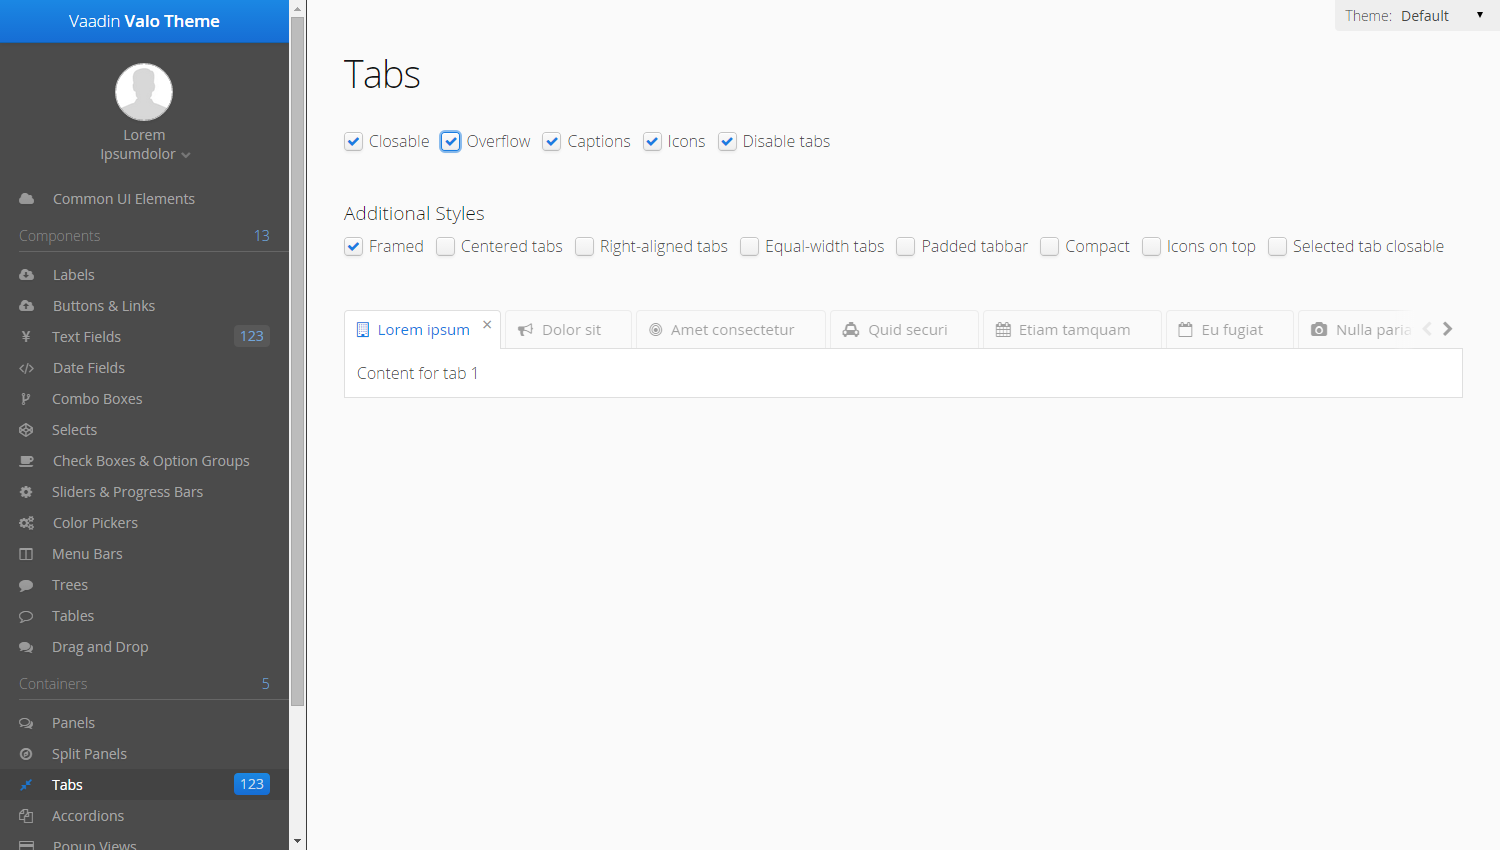 Vaadin Valo Theme
Lorem
Ipsumdolor
Common UI Elements
Components 13
Labels
Buttons & Links
Text Fields 123
Date Fields
Combo Boxes
Selects
Check Boxes & Option Groups
Sliders & Progress Bars
Color Pickers
Menu Bars
Trees
Tables
Drag and Drop
Containers 5
Panels
Split Panels
Tabs 123
Accordions
Popup Views
Theme: Default
Tabs
Closable Overflow Captions Icons Disable tabs
Additional Styles
Framed Centered tabs Right-aligned tabs Equal-width tabs Padded tabbar Compact Icons on top Selected tab closable
Lorem ipsum Dolor sit Amet consectetur Quid securi Etiam tamquam Eu fugiat Nulla paria
Content for tab 1